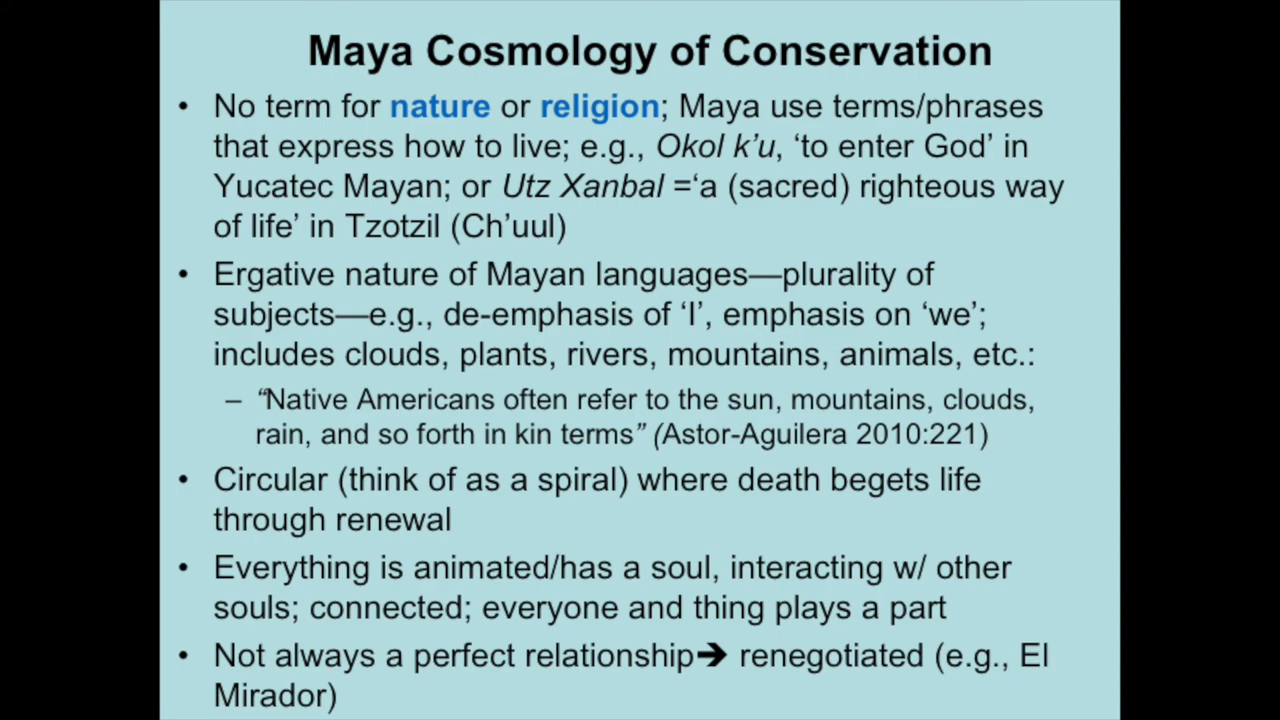 Maya Cosmology of Conservation
• No term for nature or religion; Maya use terms/phrases
that express how to live; e.g., Okol k’u, ‘to enter God’ in
Yucatec Mayan; or Utz Xanbal =‘a (sacred) righteous way
of life’ in Tzotzil (Ch’uul)
• Ergative nature of Mayan languages—plurality of
subjects—e.g., de-emphasis of ‘I’, emphasis on ‘we’;
includes clouds, plants, rivers, mountains, animals, etc.:
– “Native Americans often refer to the sun, mountains, clouds,
rain, and so forth in kin terms” (Astor-Aguilera 2010:221)
• Circular (think of as a spiral) where death begets life
through renewal
• Everything is animated/has a soul, interacting w/ other
souls; connected; everyone and thing plays a part
• Not always a perfect relationship➔ renegotiated (e.g., El
Mirador)